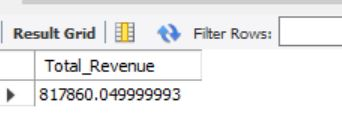 Result Grid Filter Rows:
Total_Revenue
817860.049999993